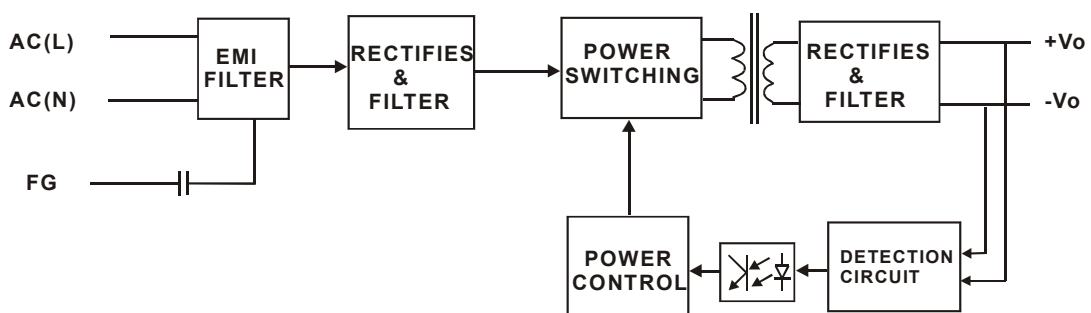 AC(L)
AC(N)
FG
EMI
FILTER
RECTIFIES
&
FILTER
POWER
SWITCHING
RECTIFIES
&
FILTER
+Vo
-Vo
POWER
CONTROL
DETECTION
CIRCUIT